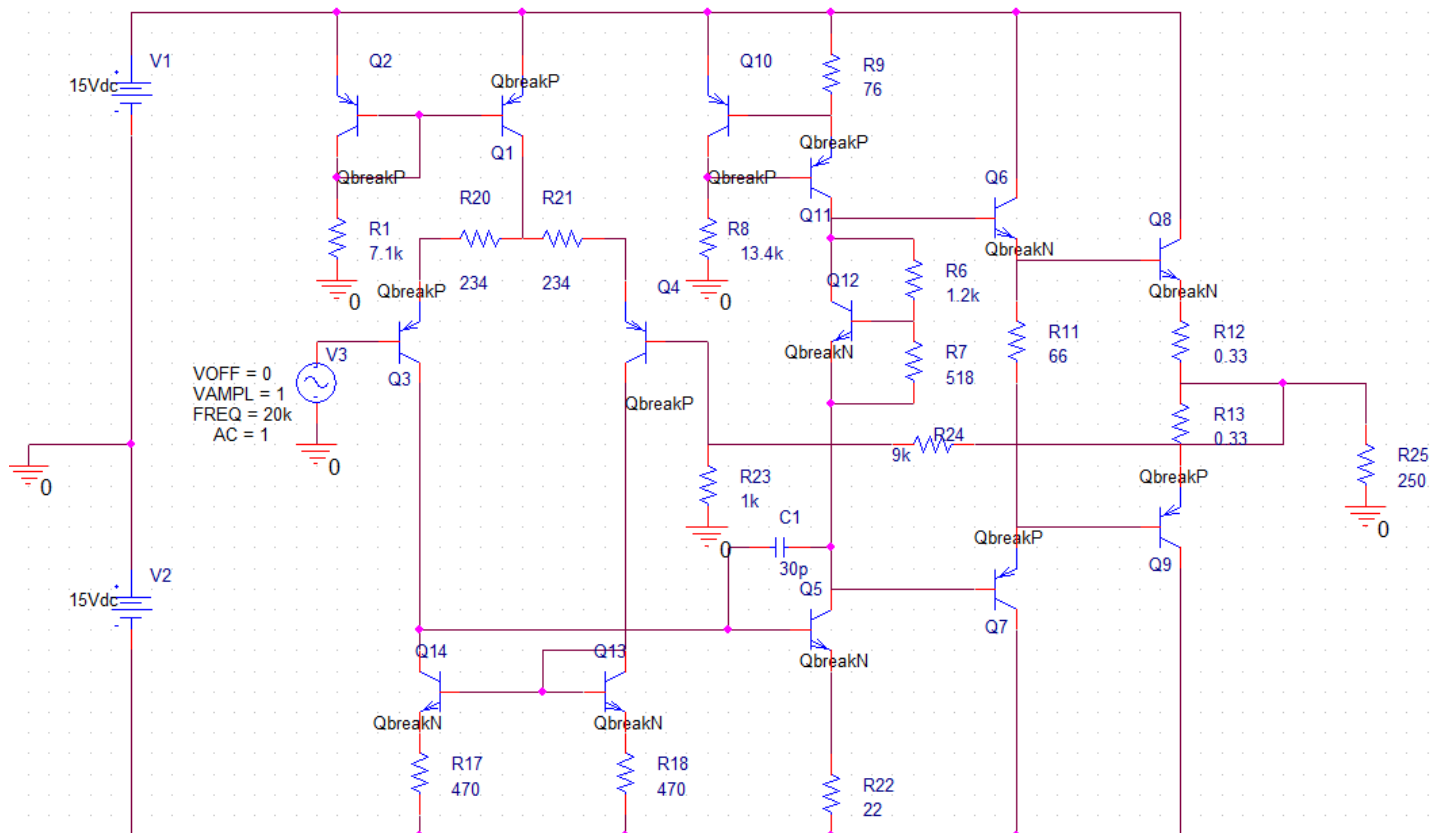 V1
15Vdc
+
-
Q2
QbreakP
Q1
QbreakP
R1
7.1k
0
R20
234
R21
234
Q10
QbreakP
R9
76
QbreakP
Q11
R8
13.4k
0
Q6
QbreakN
Q8
QbreakN
QbreakP
Q3
Q4
QbreakP
V3
VOFF = 0
VAMPL = 1
FREQ = 20k
AC = 1
0
0
Q12
QbreakN
R6
1.2k
R7
518
R11
66
R12
0.33
R13
0.33
R24
9k
R23
1k
0
R25
250
0
C1
30p
QbreakP
Q7
QbreakP
Q9
V2
15Vdc
+
-
Q5
QbreakN
Q14
QbreakN
Q13
QbreakN
R17
470
R18
470
R22
22